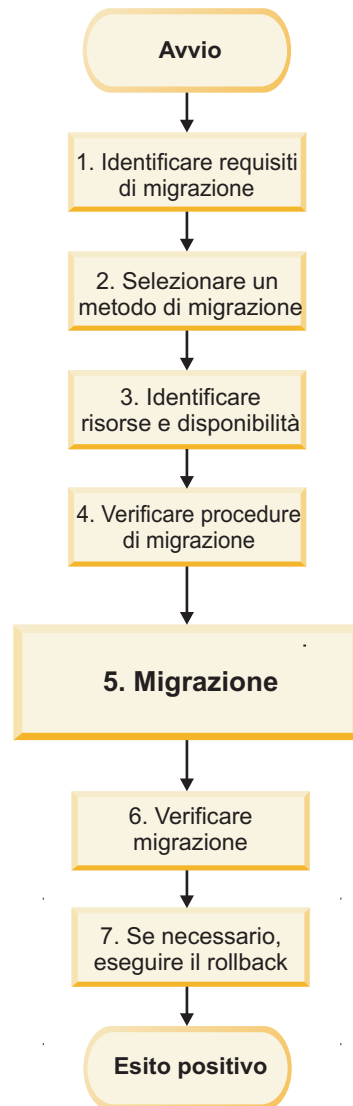 Avvio
1. Identificare requisiti
di migrazione
2. Selezionare un
metodo di migrazione
3. Identificare
risorse e disponibilità
4. Verificare procedure
di migrazione
5. Migrazione
6. Verificare
migrazione
7. Se necessario,
eseguire il rollback
Esito positivo